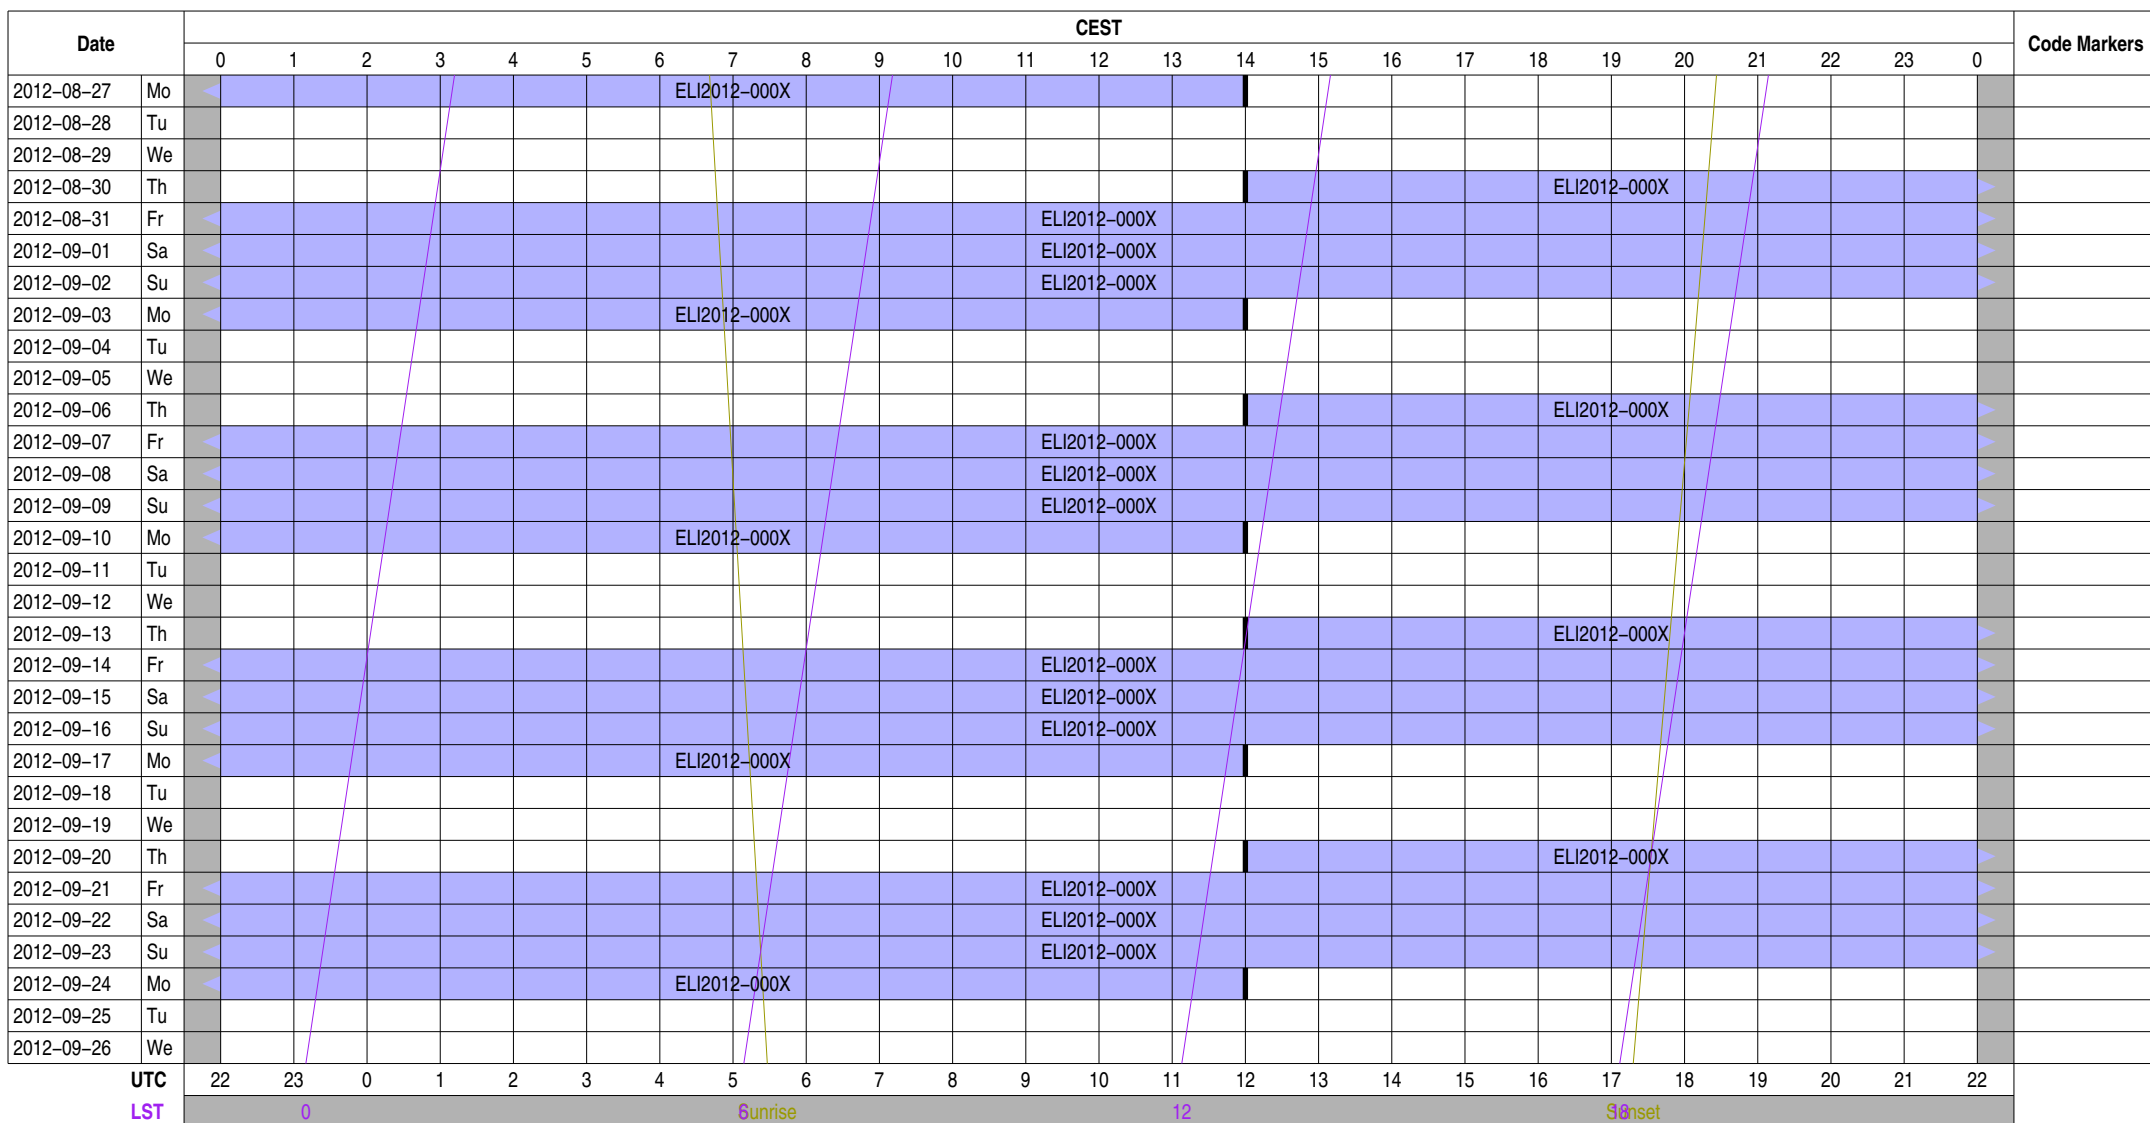 CEST
Date
Code Markers
0 1 2 3 4 5 6 7 8 9 10 11 12 13 14 15 16 17 18 19 20 21 22 23 0
2012-08-27 Mo ELI2012-000X
2012-08-28 Tu
2012-08-29 We
2012-08-30 Th ELI2012-000X
2012-08-31 Fr ELI2012-000X
2012-09-01 Sa ELI2012-000X
2012-09-02 Su ELI2012-000X
2012-09-03 Mo ELI2012-000X
2012-09-04 Tu
2012-09-05 We
2012-09-06 Th ELI2012-000X
2012-09-07 Fr ELI2012-000X
2012-09-08 Sa ELI2012-000X
2012-09-09 Su ELI2012-000X
2012-09-10 Mo ELI2012-000X
2012-09-11 Tu
2012-09-12 We
2012-09-13 Th ELI2012-000X
2012-09-14 Fr ELI2012-000X
2012-09-15 Sa ELI2012-000X
2012-09-16 Su ELI2012-000X
2012-09-17 Mo ELI2012-000X
2012-09-18 Tu
2012-09-19 We
2012-09-20 Th ELI2012-000X
2012-09-21 Fr ELI2012-000X
2012-09-22 Sa ELI2012-000X
2012-09-23 Su ELI2012-000X
2012-09-24 Mo ELI2012-000X
2012-09-25 Tu
2012-09-26 We
UTC 22 23 0 1 2 3 4 5 6 7 8 9 10 11 12 13 14 15 16 17 18 19 20 21 22
LST 0 6 Sunrise 12 18 Sunset